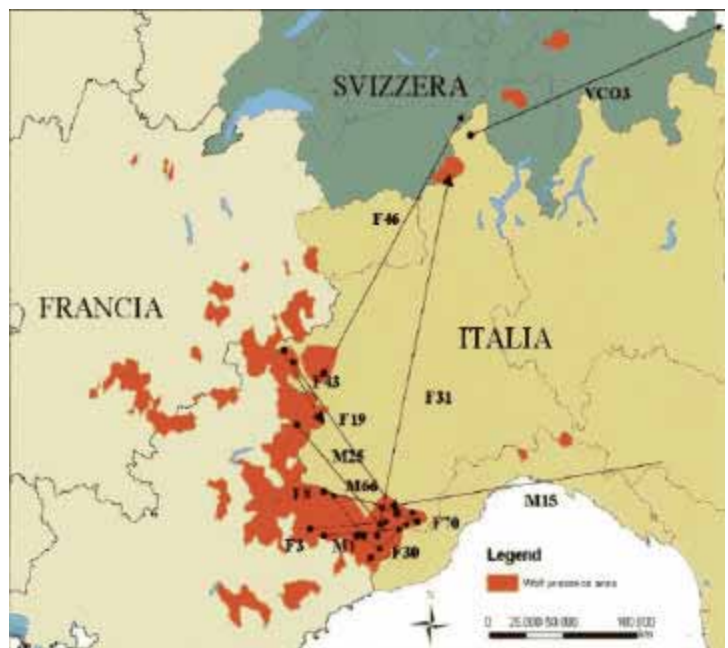 SVIZZERA
VCO3
F46
FRANCIA
ITALIA
F43
F31
F19
M25
M66
M15
F70
F3
M1
F30
Legend
Wolf presence area
N
0 25.000 50.000 100.000
km